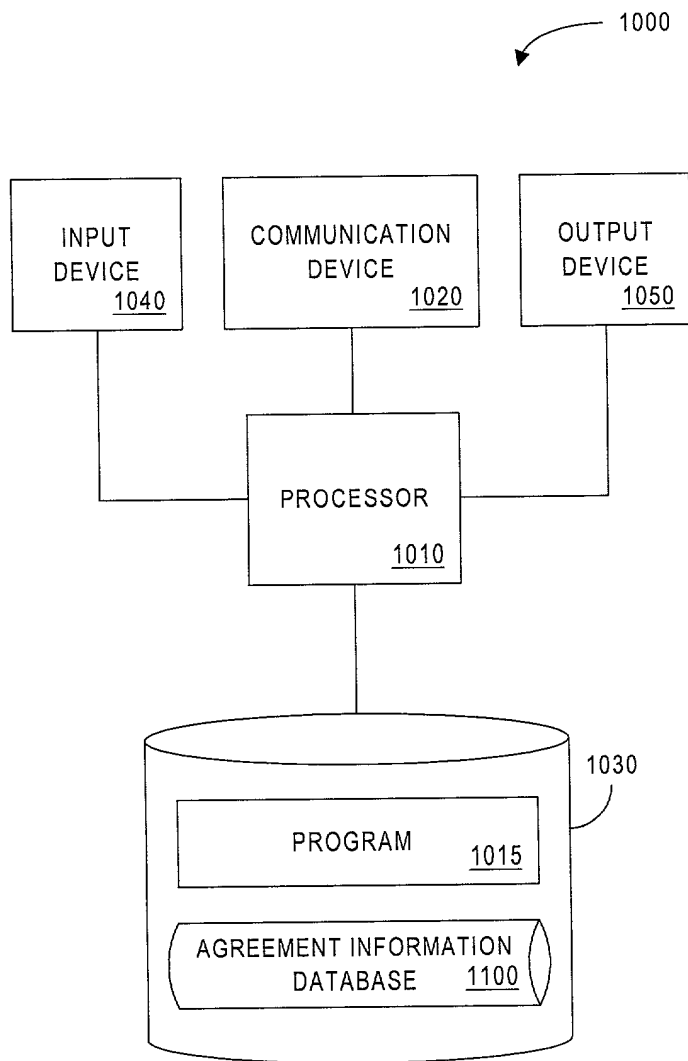 1000
INPUT
DEVICE
1040
COMMUNICATION
DEVICE
1020
OUTPUT
DEVICE
1050
PROCESSOR
1010
1030
PROGRAM
1015
AGREEMENT INFORMATION
DATABASE 1100